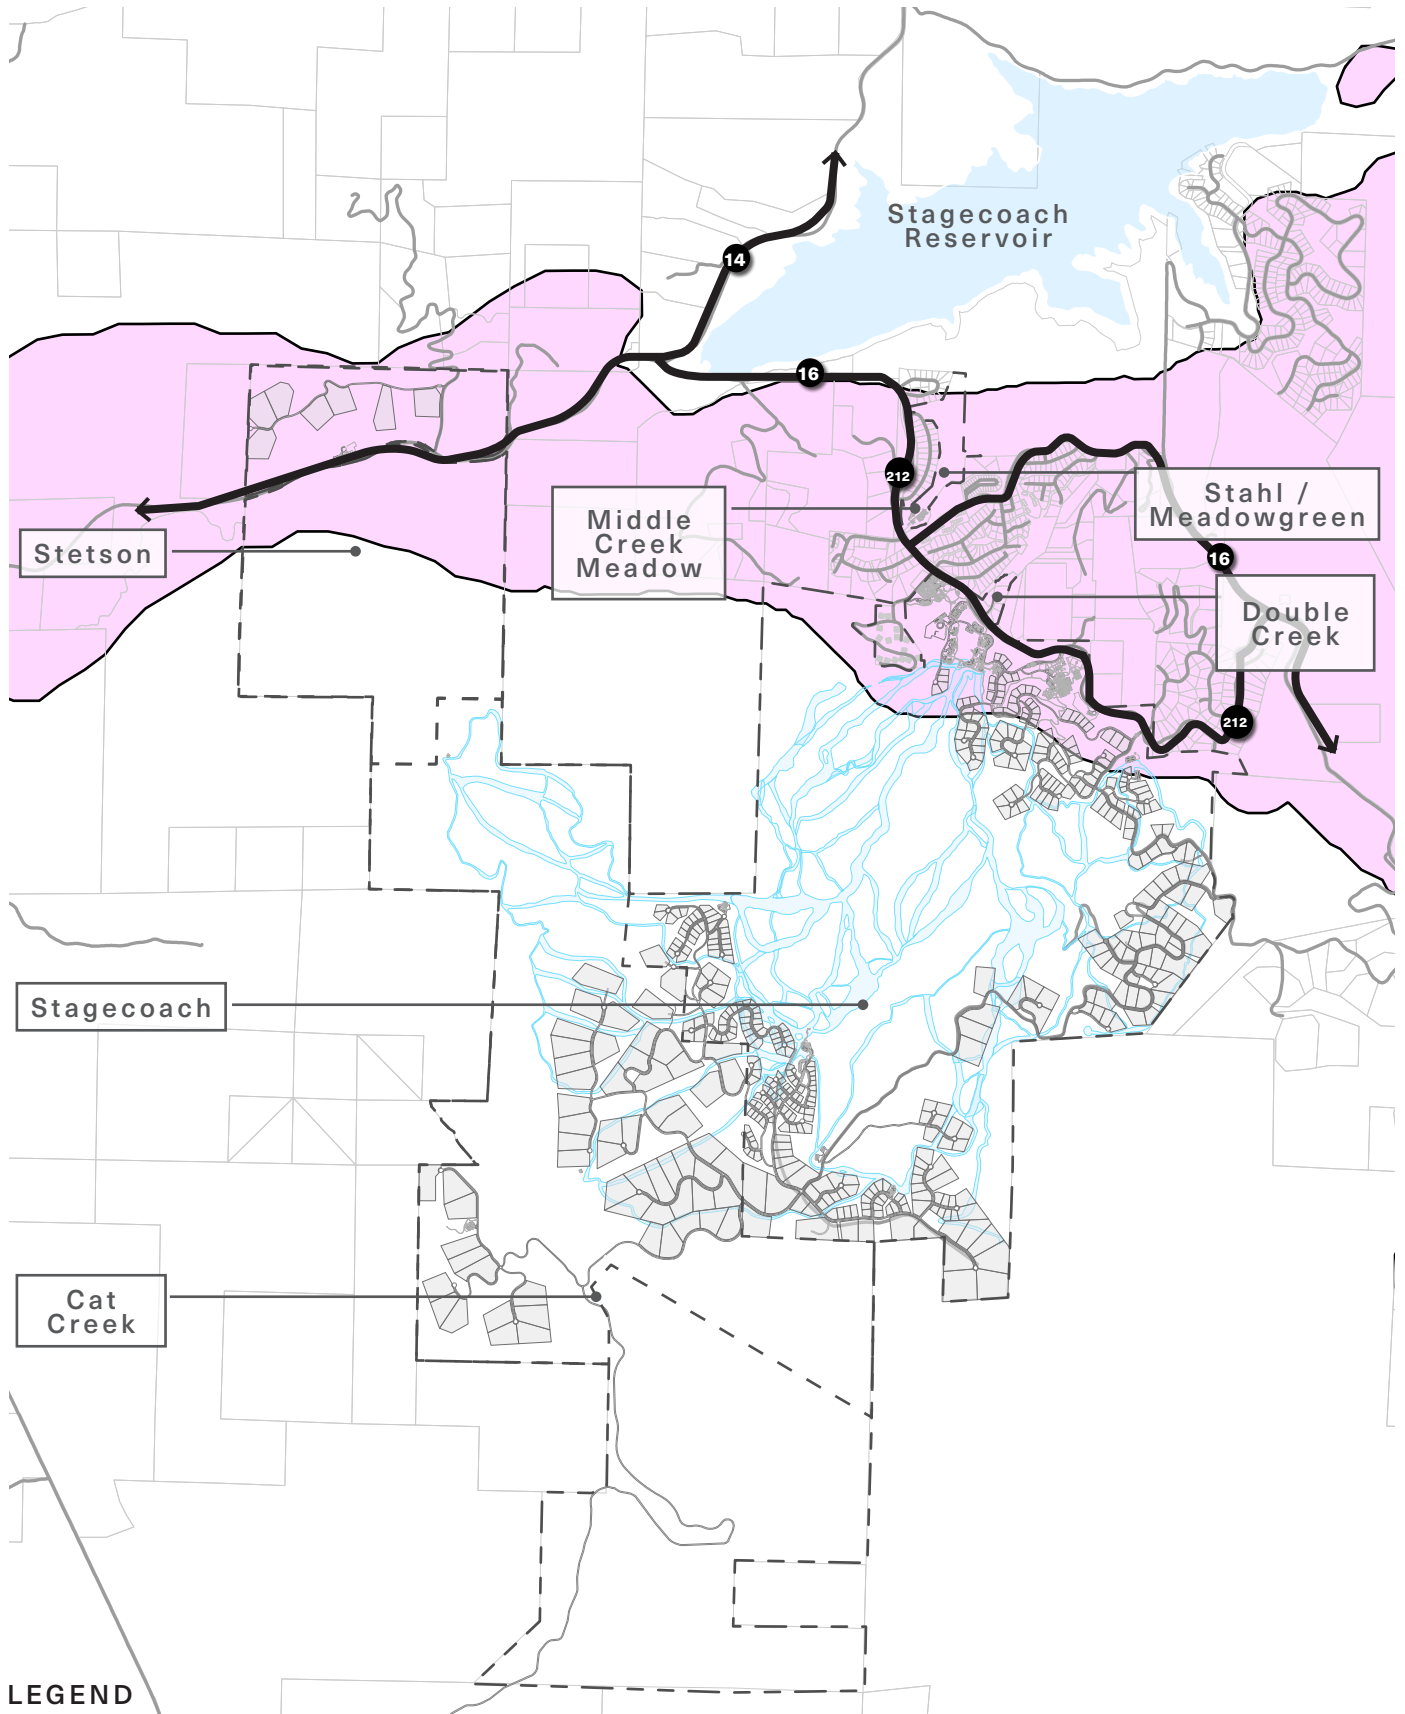 Stagecoach
Reservoir
14
16
212
Stahl /
Meadowgreen
Middle
Creek
Meadow
Stetson
16
Double
Creek
212
Stagecoach
Cat
Creek
LEGEND